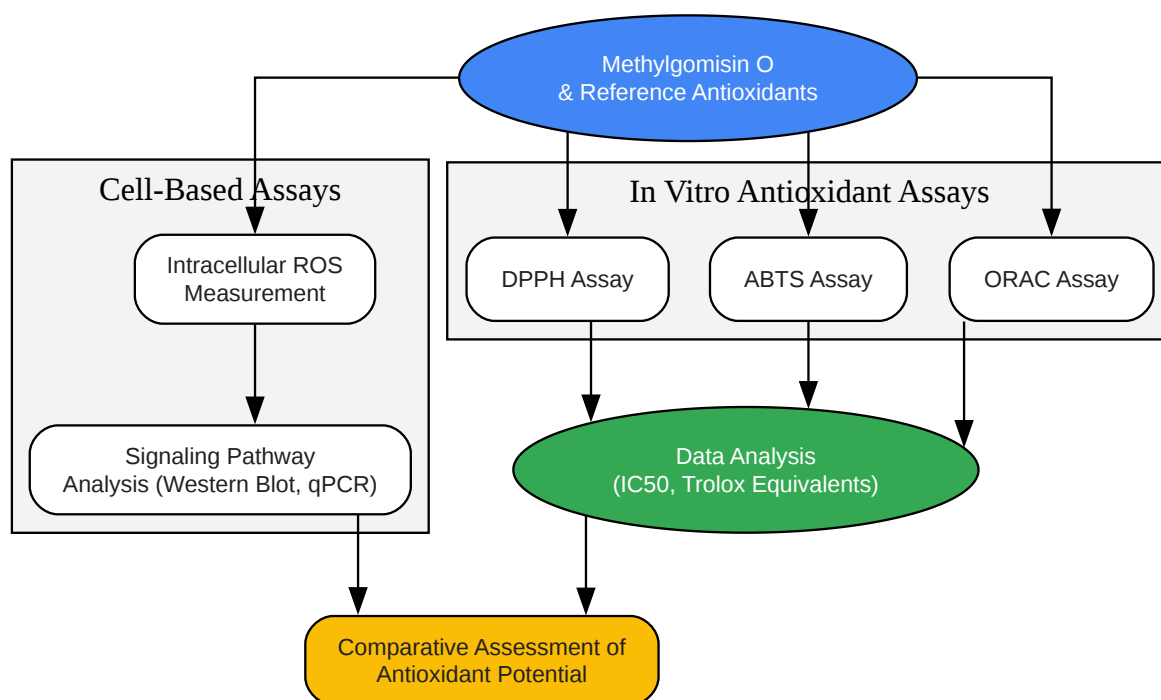 Methylgomisin O
& Reference Antioxidants
Cell-Based Assays
In Vitro Antioxidant Assays
Intracellular ROS
Measurement
DPPH Assay
ABTS Assay
ORAC Assay
Signaling Pathway
Analysis (Western Blot, qPCR)
Data Analysis
(IC50, Trolox Equivalents)
Comparative Assessment of
Antioxidant Potential